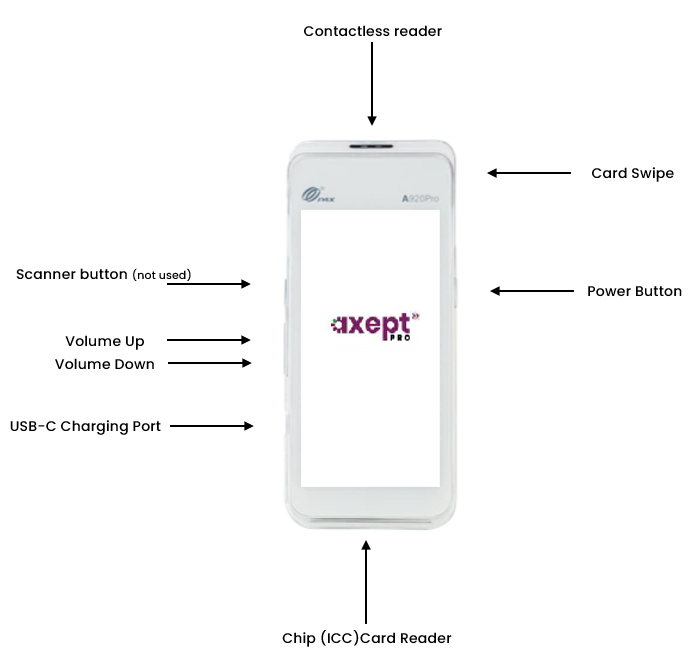 Contactless reader
Card Swipe
PAX A920Pro
Scanner button (not used)
Power Button
axept
PRO
Volume Up
Volume Down
USB-C Charging Port
Chip (ICC)Card Reader